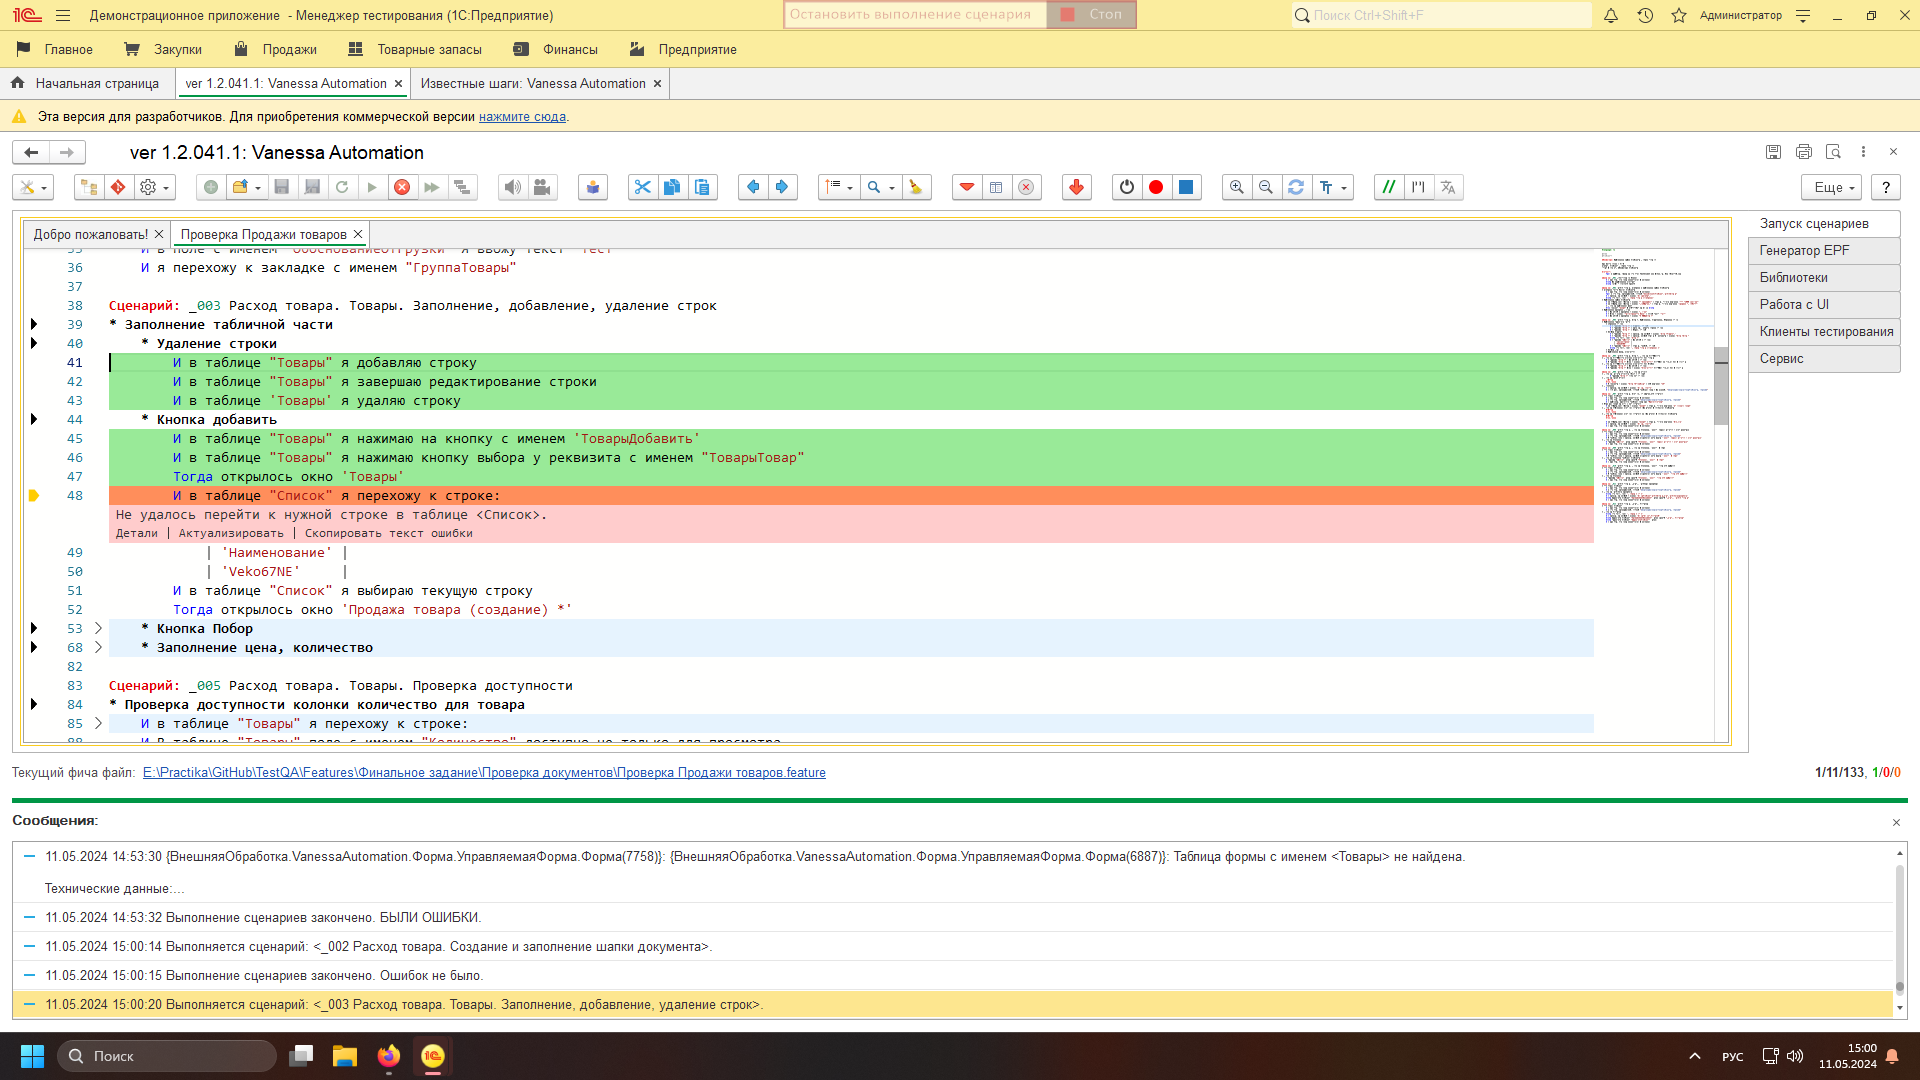 Демонстрационное приложение - Менеджер тестирования (1С:Предприятие)
Остановить выполнение сценария
Стоп
Поиск Ctrl+Shift+F
Администратор
Главное
Закупки
Продажи
Товарные запасы
Финансы
Предприятие
Начальная страница
ver 1.2.041.1: Vanessa Automation
Известные шаги: Vanessa Automation
Эта версия для разработчиков. Для приобретения коммерческой версии нажмите сюда.
ver 1.2.041.1: Vanessa Automation
Еще
?
Добро пожаловать!
Проверка Продажи товаров
Запуск сценариев
Генератор EPF
Библиотеки
Работа с UI
Клиенты тестирования
Сервис
36 И я перехожу к закладке с именем "ГруппаТовары"
37
38 Сценарий: _003 Расход товара. Товары. Заполнение, добавление, удаление строк
39 * Заполнение табличной части
40 * Удаление строки
41 И в таблице "Товары" я добавляю строку
42 И в таблице "Товары" я завершаю редактирование строки
43 И в таблице 'Товары' я удаляю строку
44 * Кнопка добавить
45 И в таблице "Товары" я нажимаю на кнопку с именем 'ТоварыДобавить'
46 И в таблице "Товары" я нажимаю кнопку выбора у реквизита с именем "ТоварыТовар"
47 Тогда открылось окно 'Товары'
48 И в таблице "Список" я перехожу к строке:
Не удалось перейти к нужной строке в таблице <Список>.
Детали | Актуализировать | Скопировать текст ошибки
49 | 'Наименование' |
50 | 'Veko67NE' |
51 И в таблице "Список" я выбираю текущую строку
52 Тогда открылось окно 'Продажа товара (создание) *'
53 * Кнопка Побор
68 * Заполнение цена, количество
82
83 Сценарий: _005 Расход товара. Товары. Проверка доступности
84 * Проверка доступности колонки количество для товара
85 И в таблице "Товары" я перехожу к строке:
Текущий фича файл: E:\Practika\GitHub\TestQA\Features\Финальное задание\Проверка документов\Проверка Продажи товаров.feature
1/11/133, 1/0/0
Сообщения:
11.05.2024 14:53:30 {ВнешняяОбработка.VanessaAutomation.Форма.УправляемаяФорма.Форма(7758)}: {ВнешняяОбработка.VanessaAutomation.Форма.УправляемаяФорма.Форма(6887)}: Таблица формы с именем <Товары> не найдена.
Технические данные:...
11.05.2024 14:53:32 Выполнение сценариев закончено. БЫЛИ ОШИБКИ.
11.05.2024 15:00:14 Выполняется сценарий: <_002 Расход товара. Создание и заполнение шапки документа>.
11.05.2024 15:00:15 Выполнение сценариев закончено. Ошибок не было.
11.05.2024 15:00:20 Выполняется сценарий: <_003 Расход товара. Товары. Заполнение, добавление, удаление строк>.
Поиск
РУС
15:00
11.05.2024